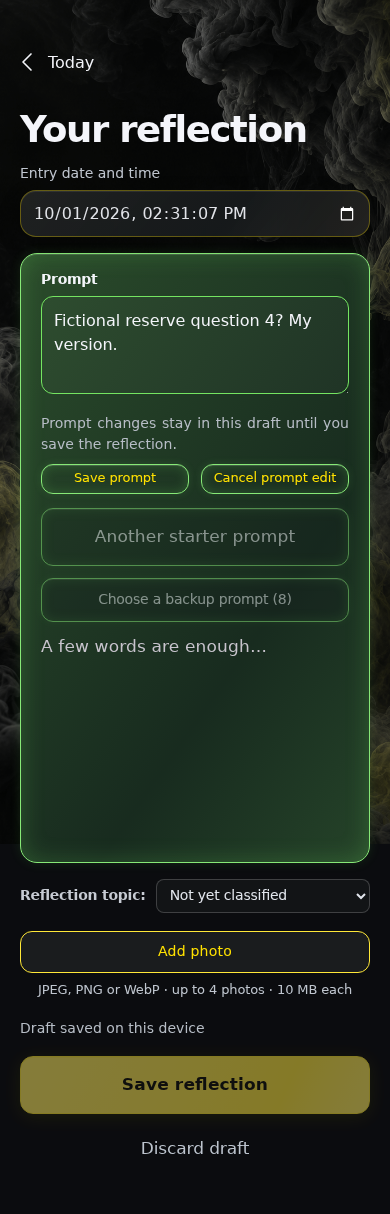 Today
Your reflection
Entry date and time
10/01/2026, 02:31:07 PM
Prompt
Fictional reserve question 4? My
version.
Prompt changes stay in this draft until you
save the reflection.
Save prompt
Cancel prompt edit
Another starter prompt
Choose a backup prompt (8)
A few words are enough...
Reflection topic:
Not yet classified
Add photo
JPEG, PNG or WebP · up to 4 photos · 10 MB each
Draft saved on this device
Save reflection
Discard draft